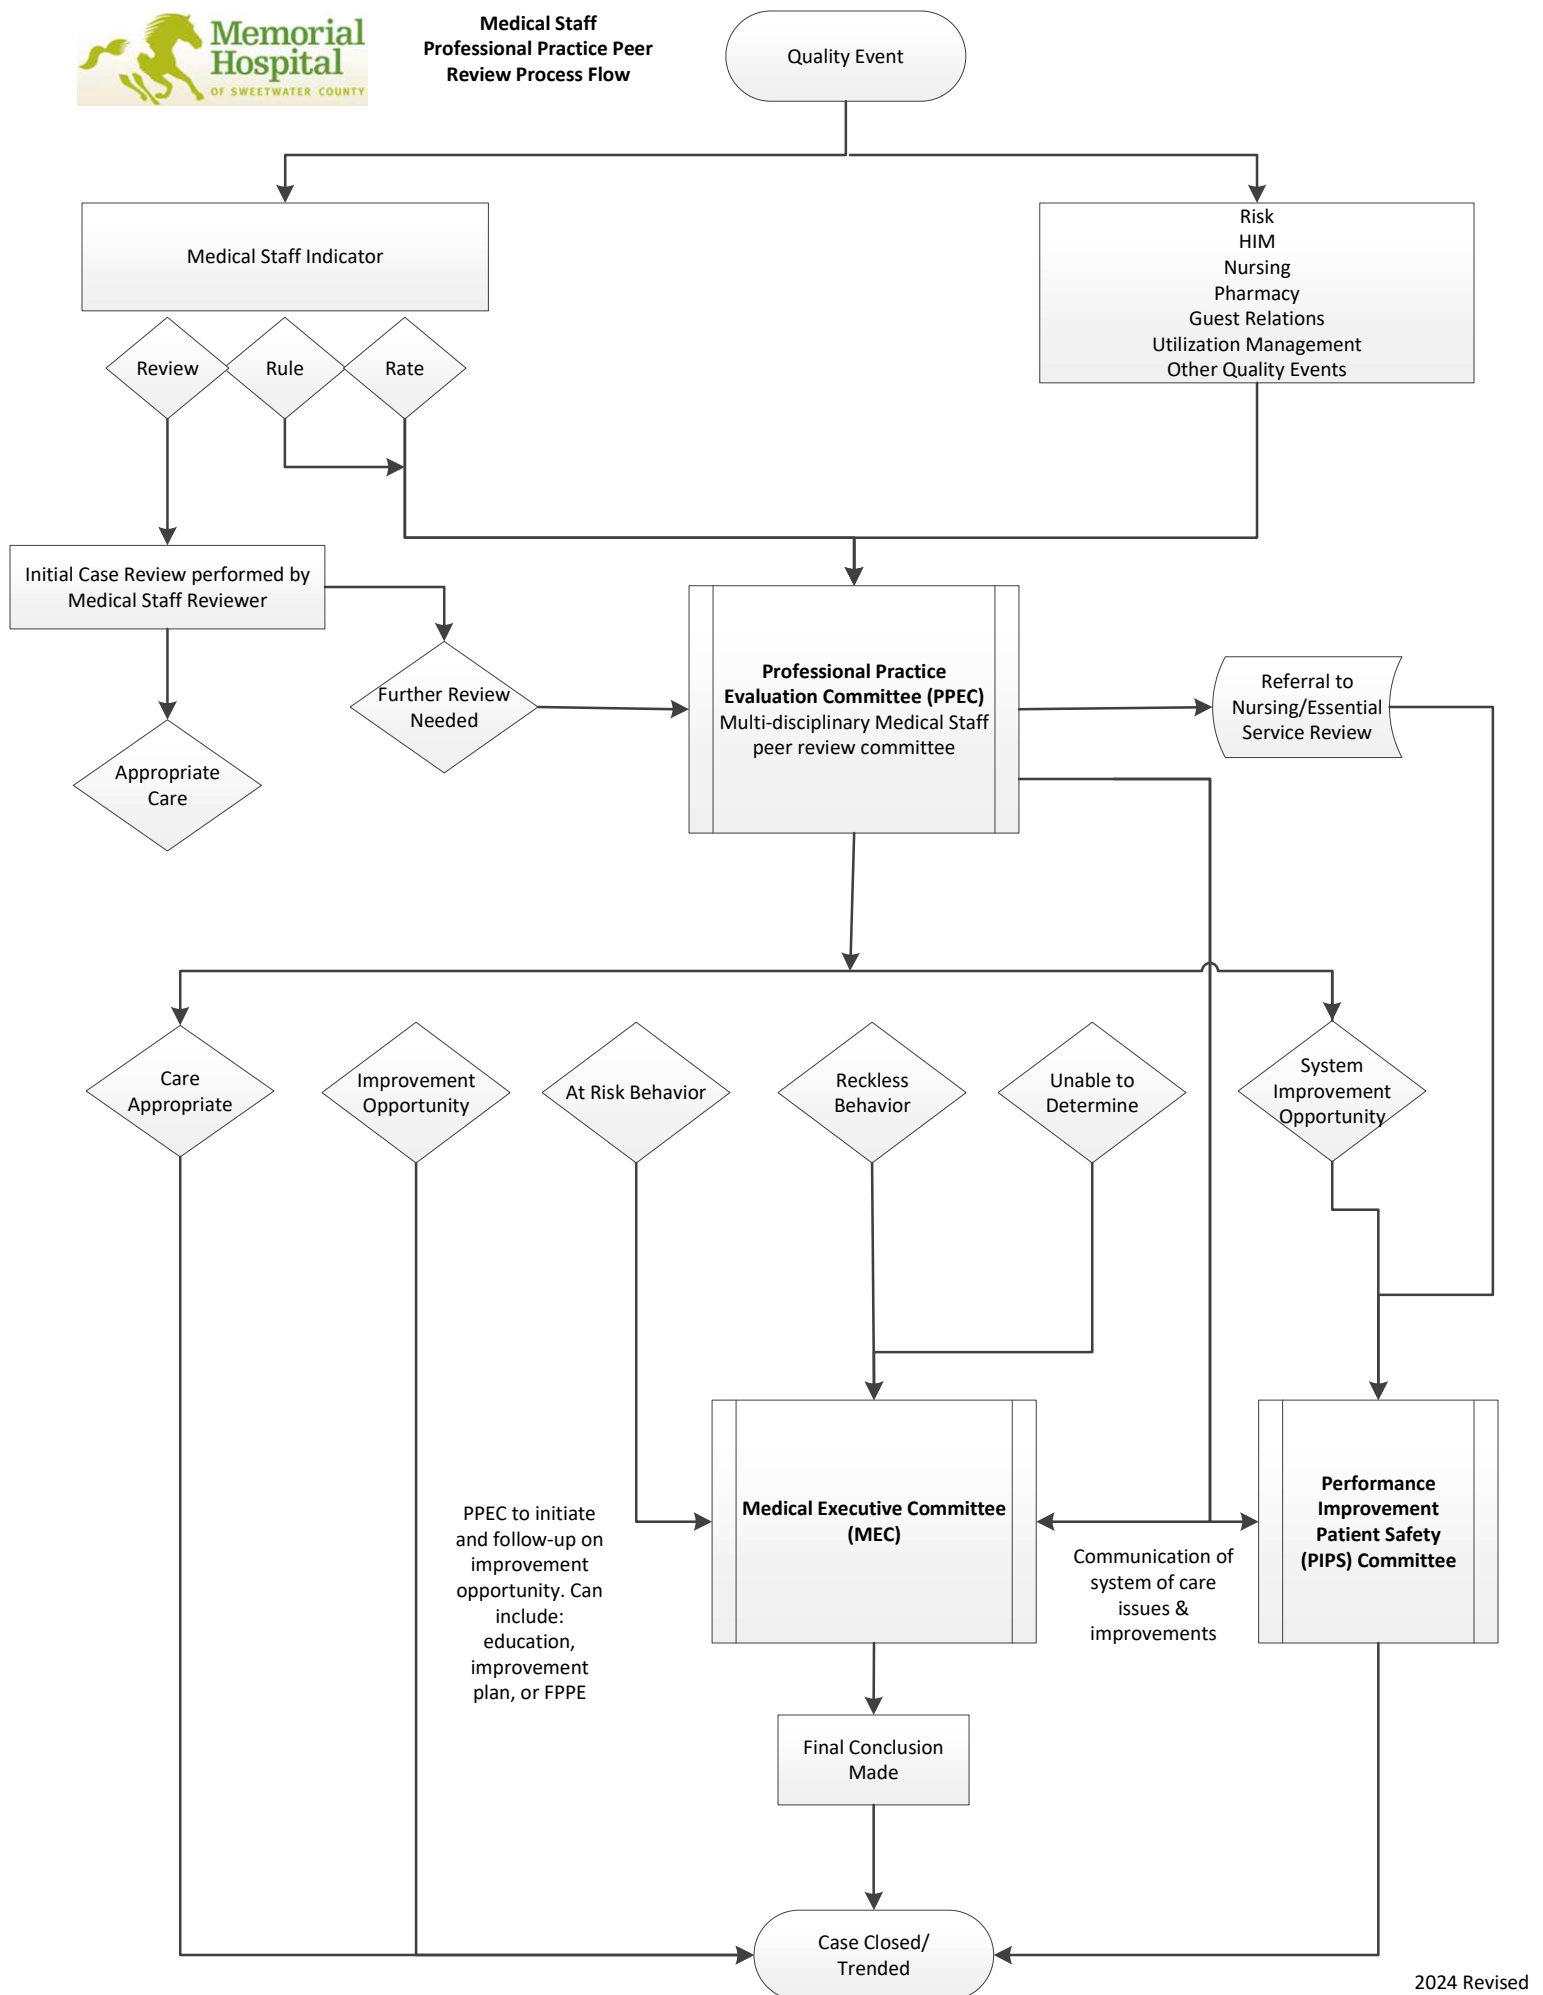 Memorial
Hospital
OF SWEETWATER COUNTY
Medical Staff
Professional Practice Peer
Review Process Flow
Quality Event
Medical Staff Indicator
Risk
HIM
Nursing
Pharmacy
Guest Relations
Utilization Management
Other Quality Events
Review
Rule
Rate
Initial Case Review performed by
Medical Staff Reviewer
Further Review
Needed
Appropriate
Care
Professional Practice
Evaluation Committee (PPEC)
Multi-disciplinary Medical Staff
peer review committee
Referral to
Nursing/Essential
Service Review
Care
Appropriate
Improvement
Opportunity
At Risk Behavior
Reckless
Behavior
Unable to
Determine
System
Improvement
Opportunity
PPEC to initiate
and follow-up on
improvement
opportunity. Can
include:
education,
improvement
plan, or FPPE
Medical Executive Committee
(MEC)
Communication of
system of care
issues &
improvements
Performance
Improvement
Patient Safety
(PIPS) Committee
Final Conclusion
Made
Case Closed/
Trended
2024 Revised